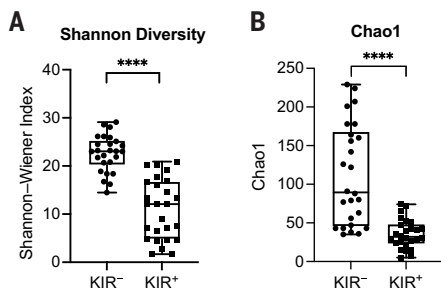 A
Shannon Diversity
****
Shannon–Wiener Index
40
30
20
10
0
KIR⁻
KIR⁺
B
Chao1
****
Chao1
250
200
150
100
50
0
KIR⁻
KIR⁺